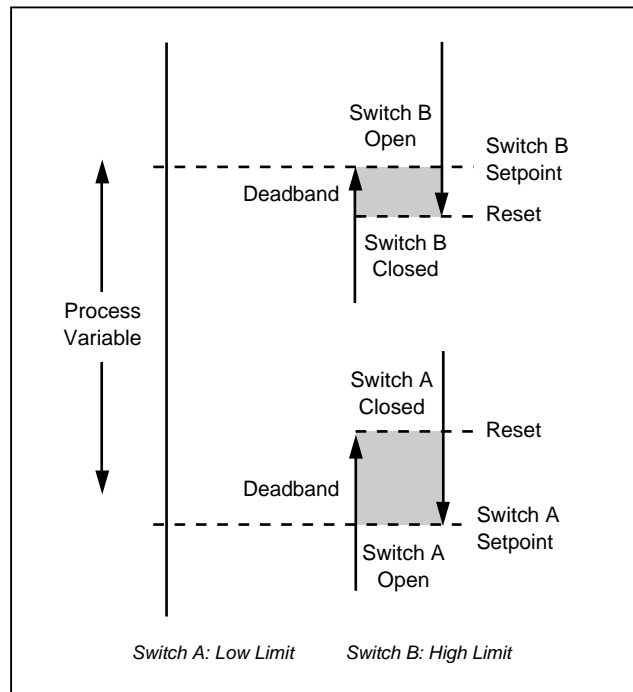 Switch B
Open
Switch B
Setpoint
Deadband
Reset
Switch B
Closed
Process
Variable
Switch A
Closed
Reset
Deadband
Switch A
Setpoint
Switch A
Open
Switch A: Low Limit
Switch B: High Limit